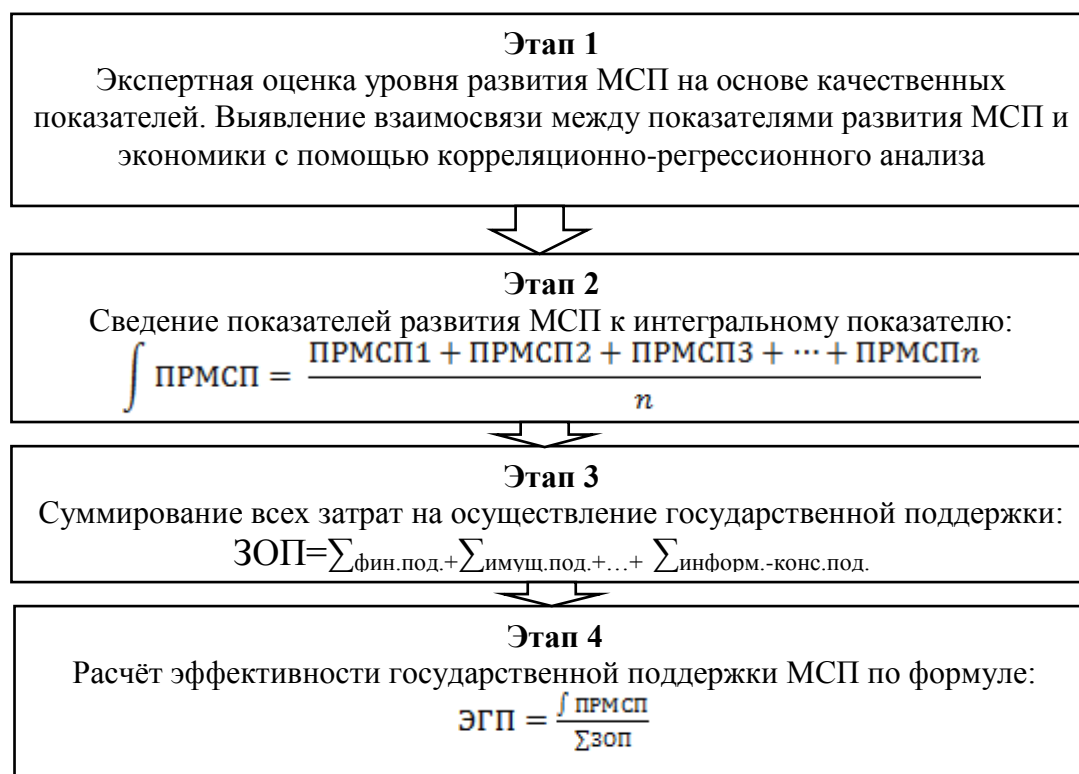 Этап 1
Экспертная оценка уровня развития МСП на основе качественных
показателей. Выявление взаимосвязи между показателями развития МСП и
экономики с помощью корреляционно-регрессионного анализа
Этап 2
Сведение показателей развития МСП к интегральному показателю:
∫ ПРМСП = (ПРМСП1 + ПРМСП2 + ПРМСП3 + ⋯ + ПРМСПn) / n
Этап 3
Суммирование всех затрат на осуществление государственной поддержки:
ЗОП=∑фин.под.+∑имущ.под.+…+ ∑информ.-конс.под.
Этап 4
Расчёт эффективности государственной поддержки МСП по формуле:
ЭГП = ∫ ПРМСП / ∑ЗОП